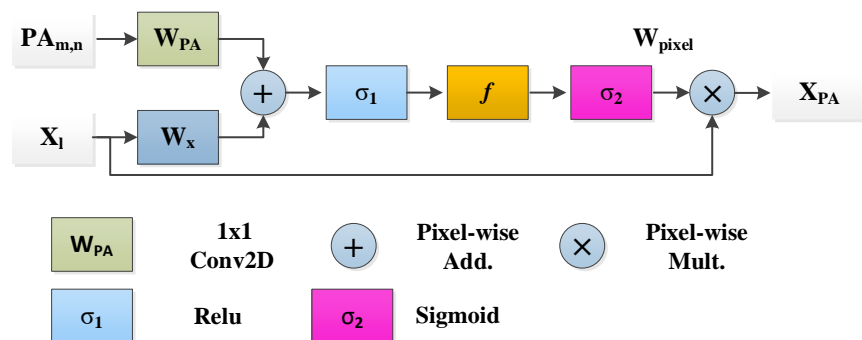 PAm,n
WPA
Wpixel
+
σ1
f
σ2
×
XPA
Xl
Wx
WPA
1x1
Conv2D
+
Pixel-wise
Add.
×
Pixel-wise
Mult.
σ1
Relu
σ2
Sigmoid